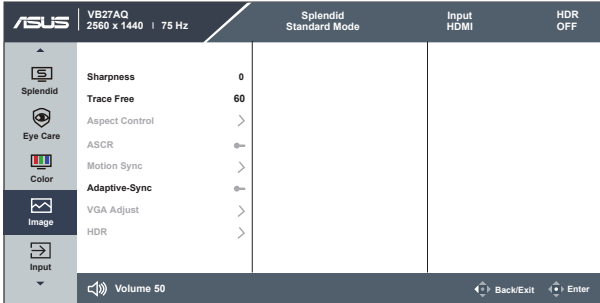 ASUS
VB27AQ
2560 x 1440 | 75 Hz
Splendid
Standard Mode
Input
HDMI
HDR
OFF
Splendid
Eye Care
Color
Image
Input
Sharpness 0
Trace Free 60
Aspect Control
ASCR
Motion Sync
Adaptive-Sync
VGA Adjust
HDR
Volume 50
Back/Exit
Enter